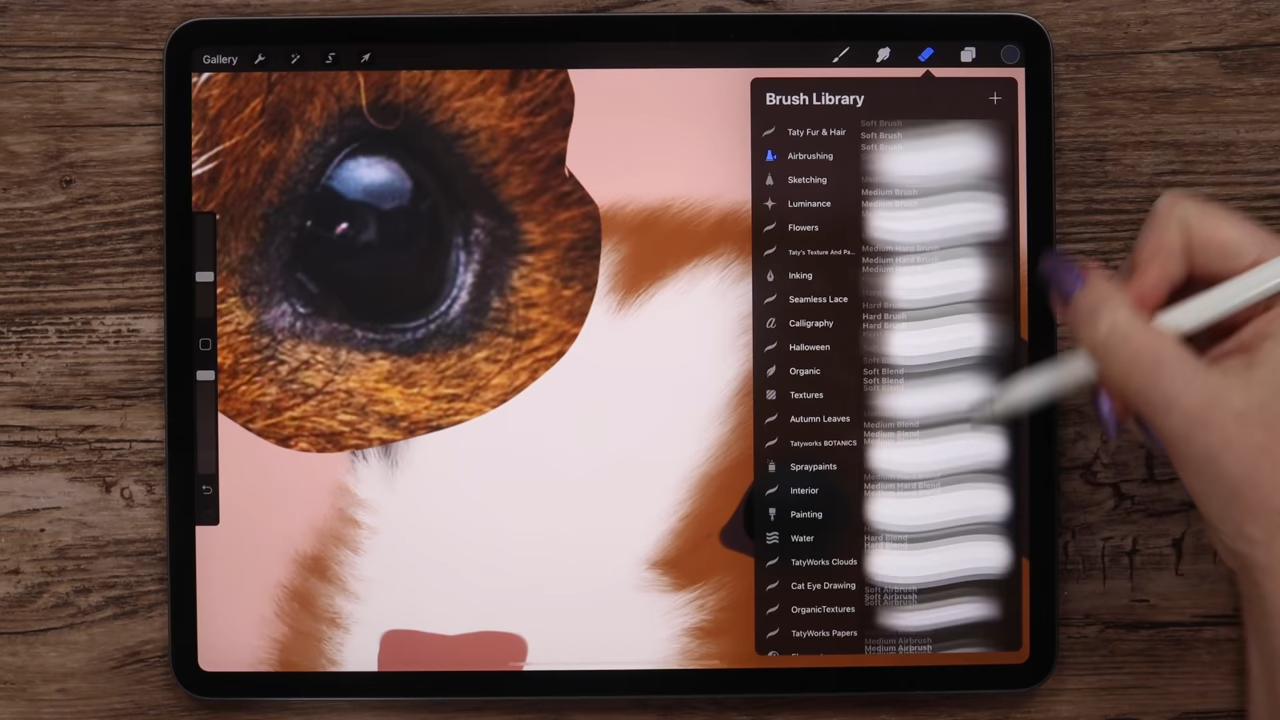 Gallery
Brush Library
Taty Fur & Hair
Airbrushing
Sketching
Luminance
Flowers
Taty's Texture And Pa...
Inking
Seamless Lace
Calligraphy
Halloween
Organic
Textures
Autumn Leaves
Tatyworks BOTANICS
Spraypaints
Interior
Painting
Water
TatyWorks Clouds
Cat Eye Drawing
OrganicTextures
TatyWorks Papers
Soft Brush
Medium Brush
Medium Hard Brush
Hard Brush
Soft Blend
Medium Blend
Medium Hard Blend
Hard Blend
Soft Airbrush
Medium Airbrush